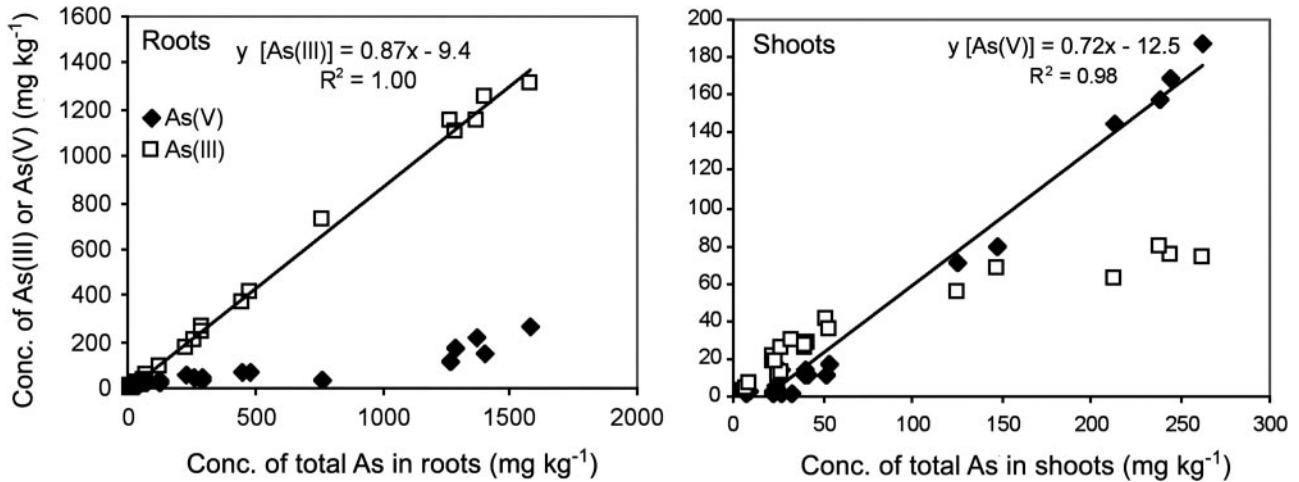 Conc. of As(III) or As(V) (mg kg⁻¹)
1600
1400
1200
1000
800
600
400
200
0
Roots
y [As(III)] = 0.87x - 9.4
R² = 1.00
As(V)
As(III)
0 500 1000 1500 2000
Conc. of total As in roots (mg kg⁻¹)
200
180
160
140
120
100
80
60
40
20
0
Shoots
y [As(V)] = 0.72x - 12.5
R² = 0.98
0 50 100 150 200 250 300
Conc. of total As in shoots (mg kg⁻¹)